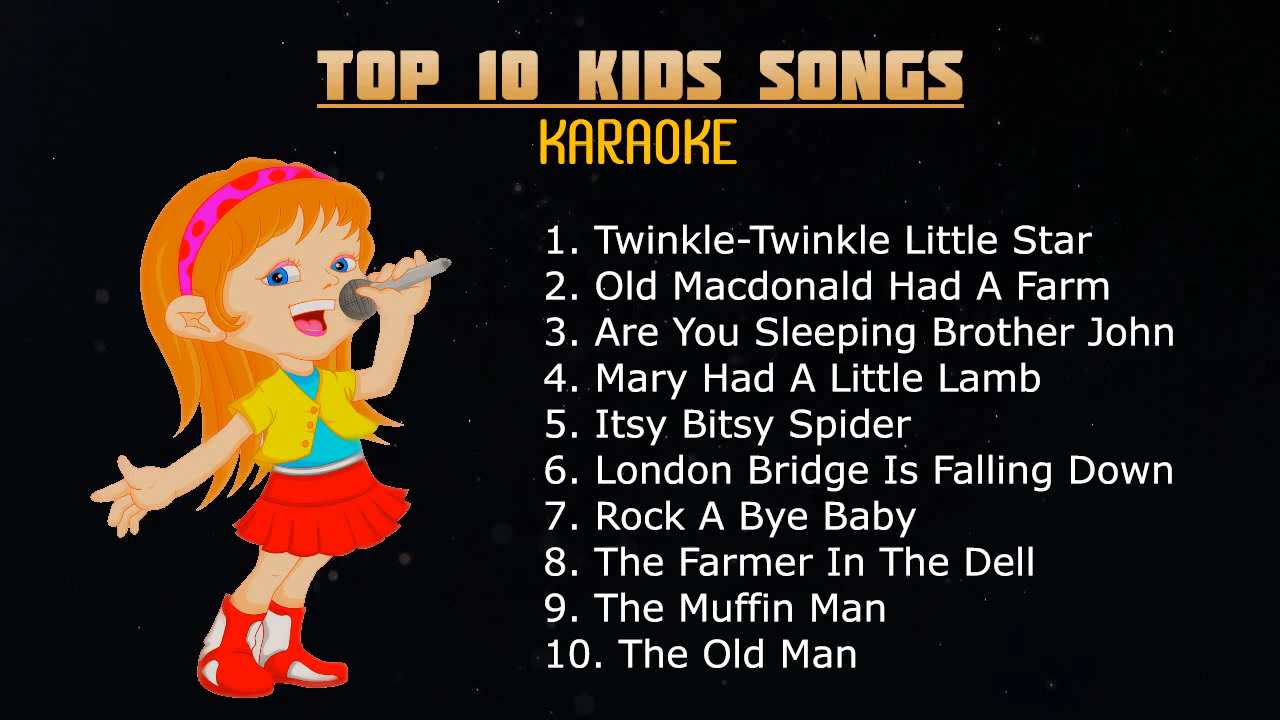 TOP 10 KIDS SONGS
KARAOKE
1. Twinkle-Twinkle Little Star
2. Old Macdonald Had A Farm
3. Are You Sleeping Brother John
4. Mary Had A Little Lamb
5. Itsy Bitsy Spider
6. London Bridge Is Falling Down
7. Rock A Bye Baby
8. The Farmer In The Dell
9. The Muffin Man
10. The Old Man